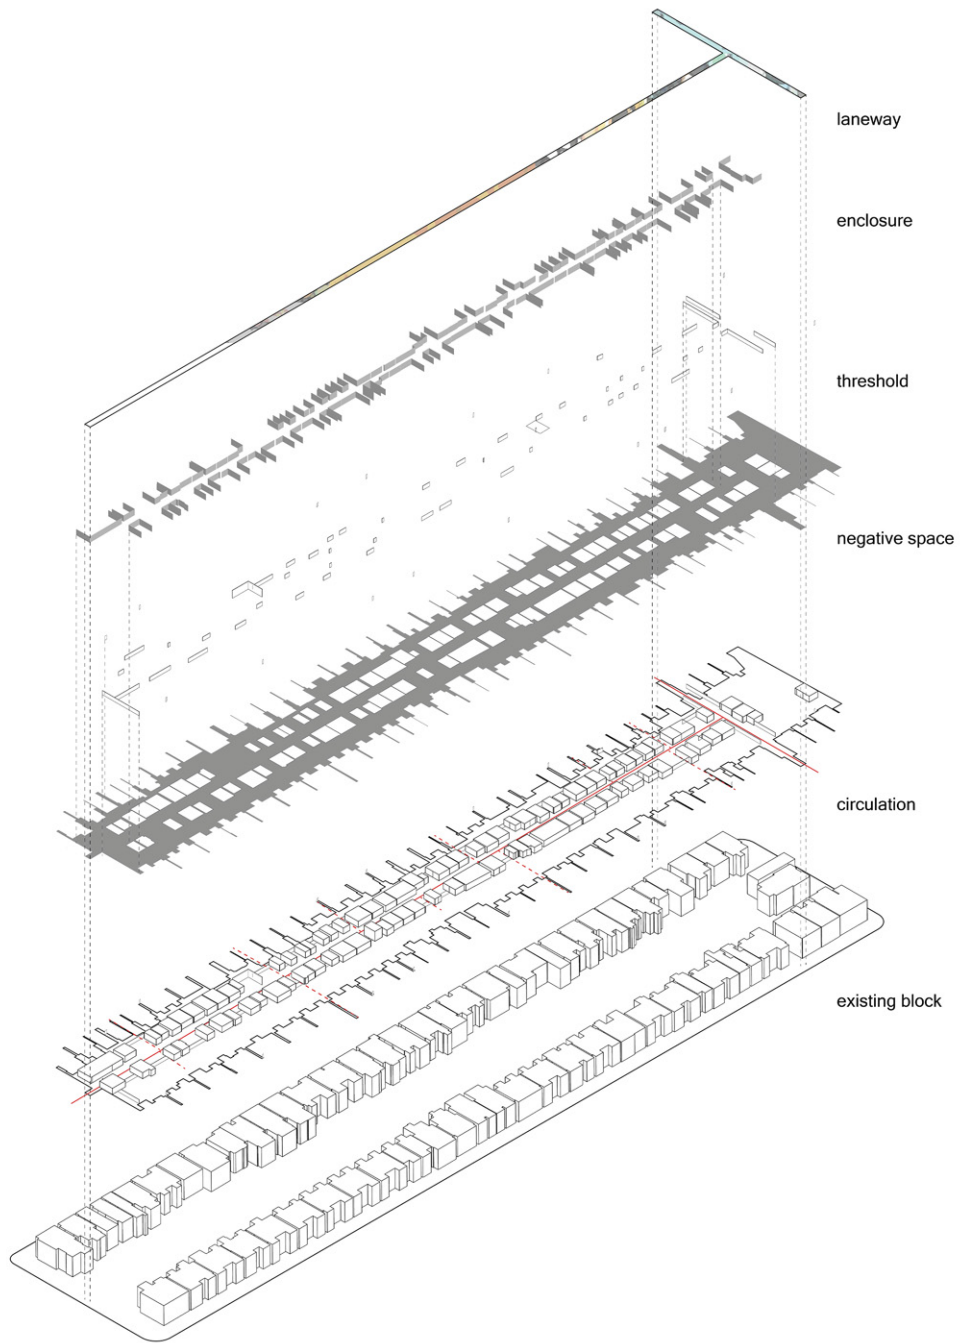 laneway
enclosure
threshold
negative space
circulation
existing block